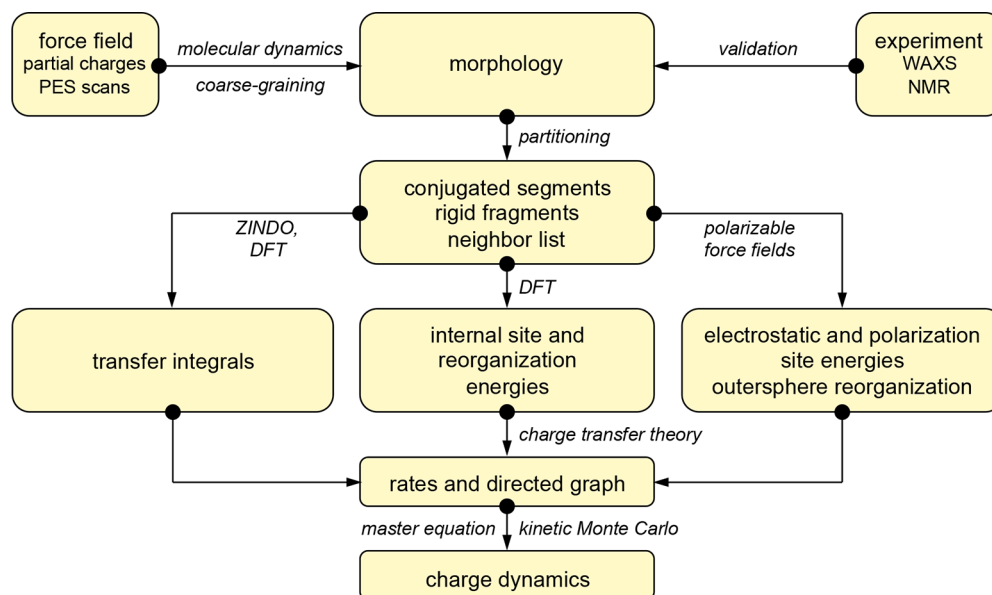 force field
partial charges
PES scans
molecular dynamics
coarse-graining
morphology
validation
experiment
WAXS
NMR
partitioning
conjugated segments
rigid fragments
neighbor list
ZINDO,
DFT
polarizable
force fields
DFT
transfer integrals
internal site and
reorganization
energies
electrostatic and polarization
site energies
outersphere reorganization
charge transfer theory
rates and directed graph
master equation
kinetic Monte Carlo
charge dynamics